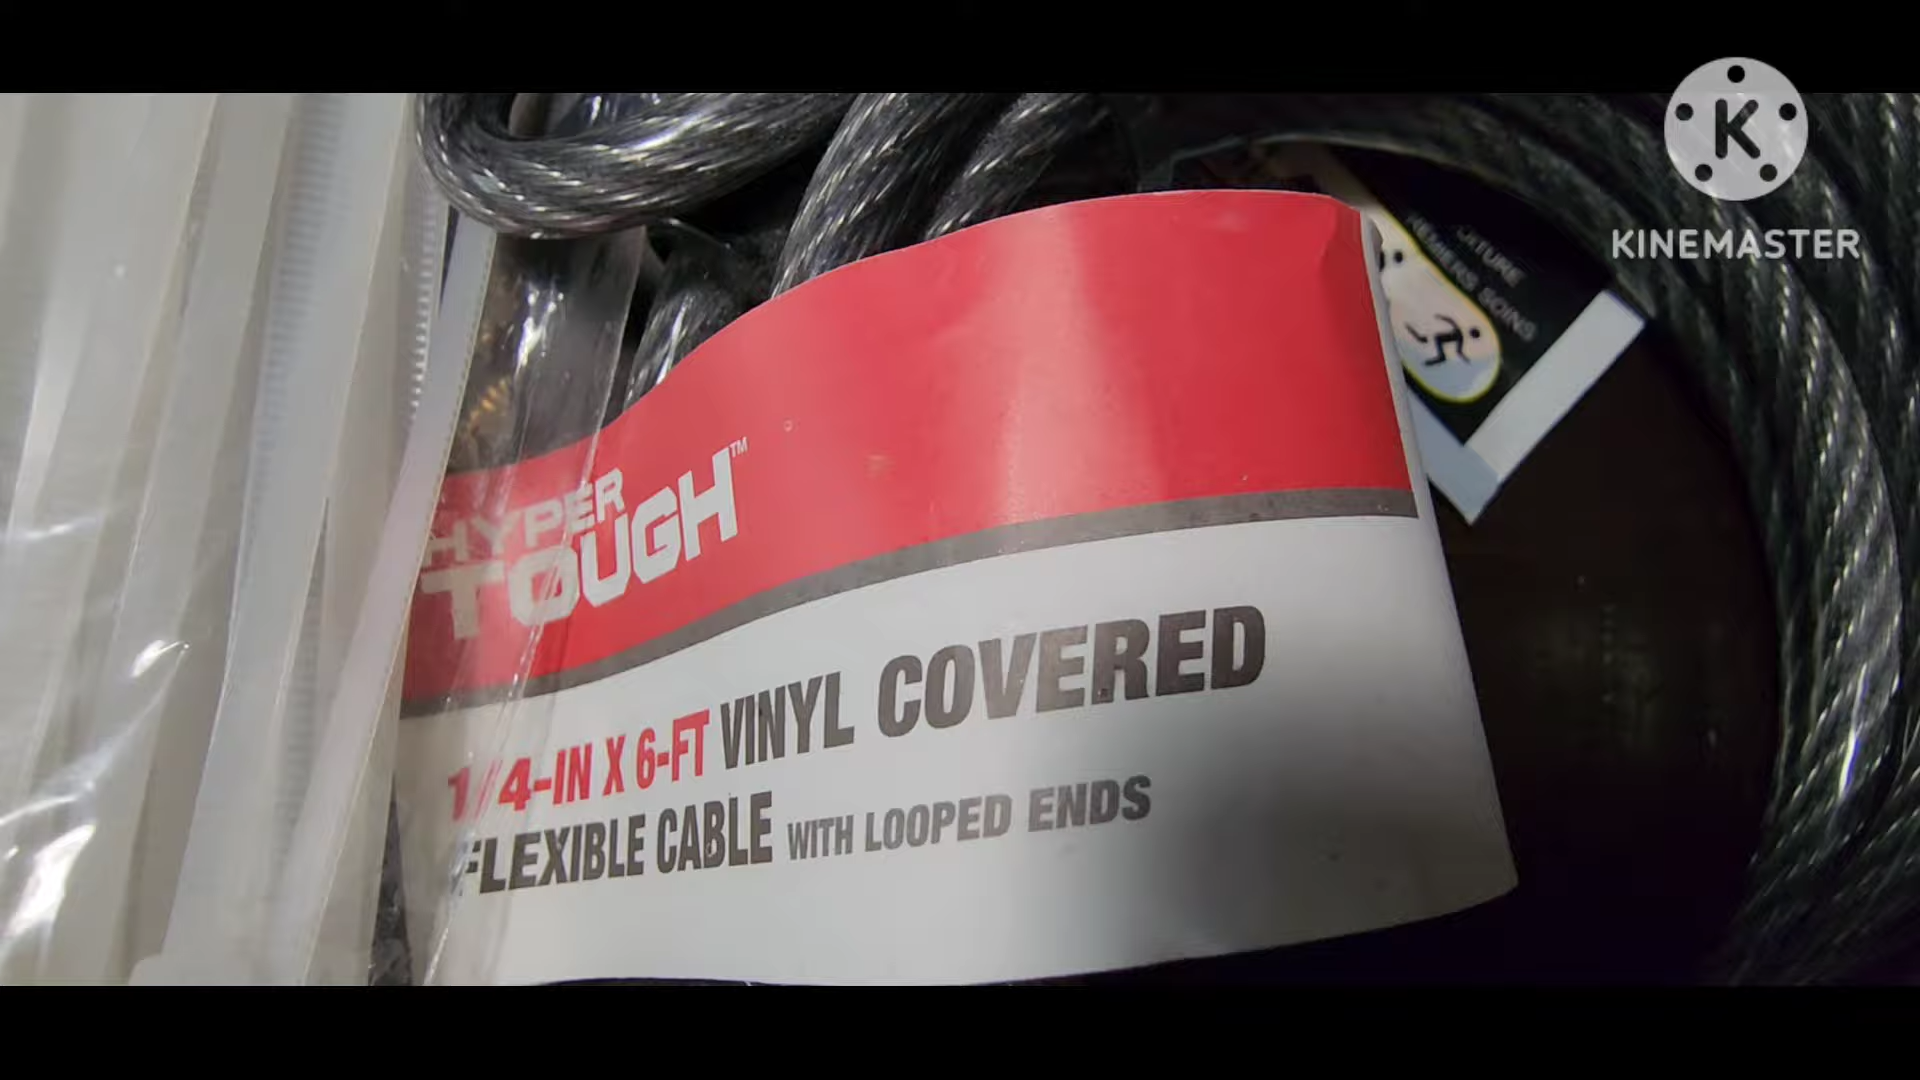 K
KINEMASTER
HYPER
TOUGH™
1/4-IN X 6-FT VINYL COVERED
FLEXIBLE CABLE WITH LOOPED ENDS